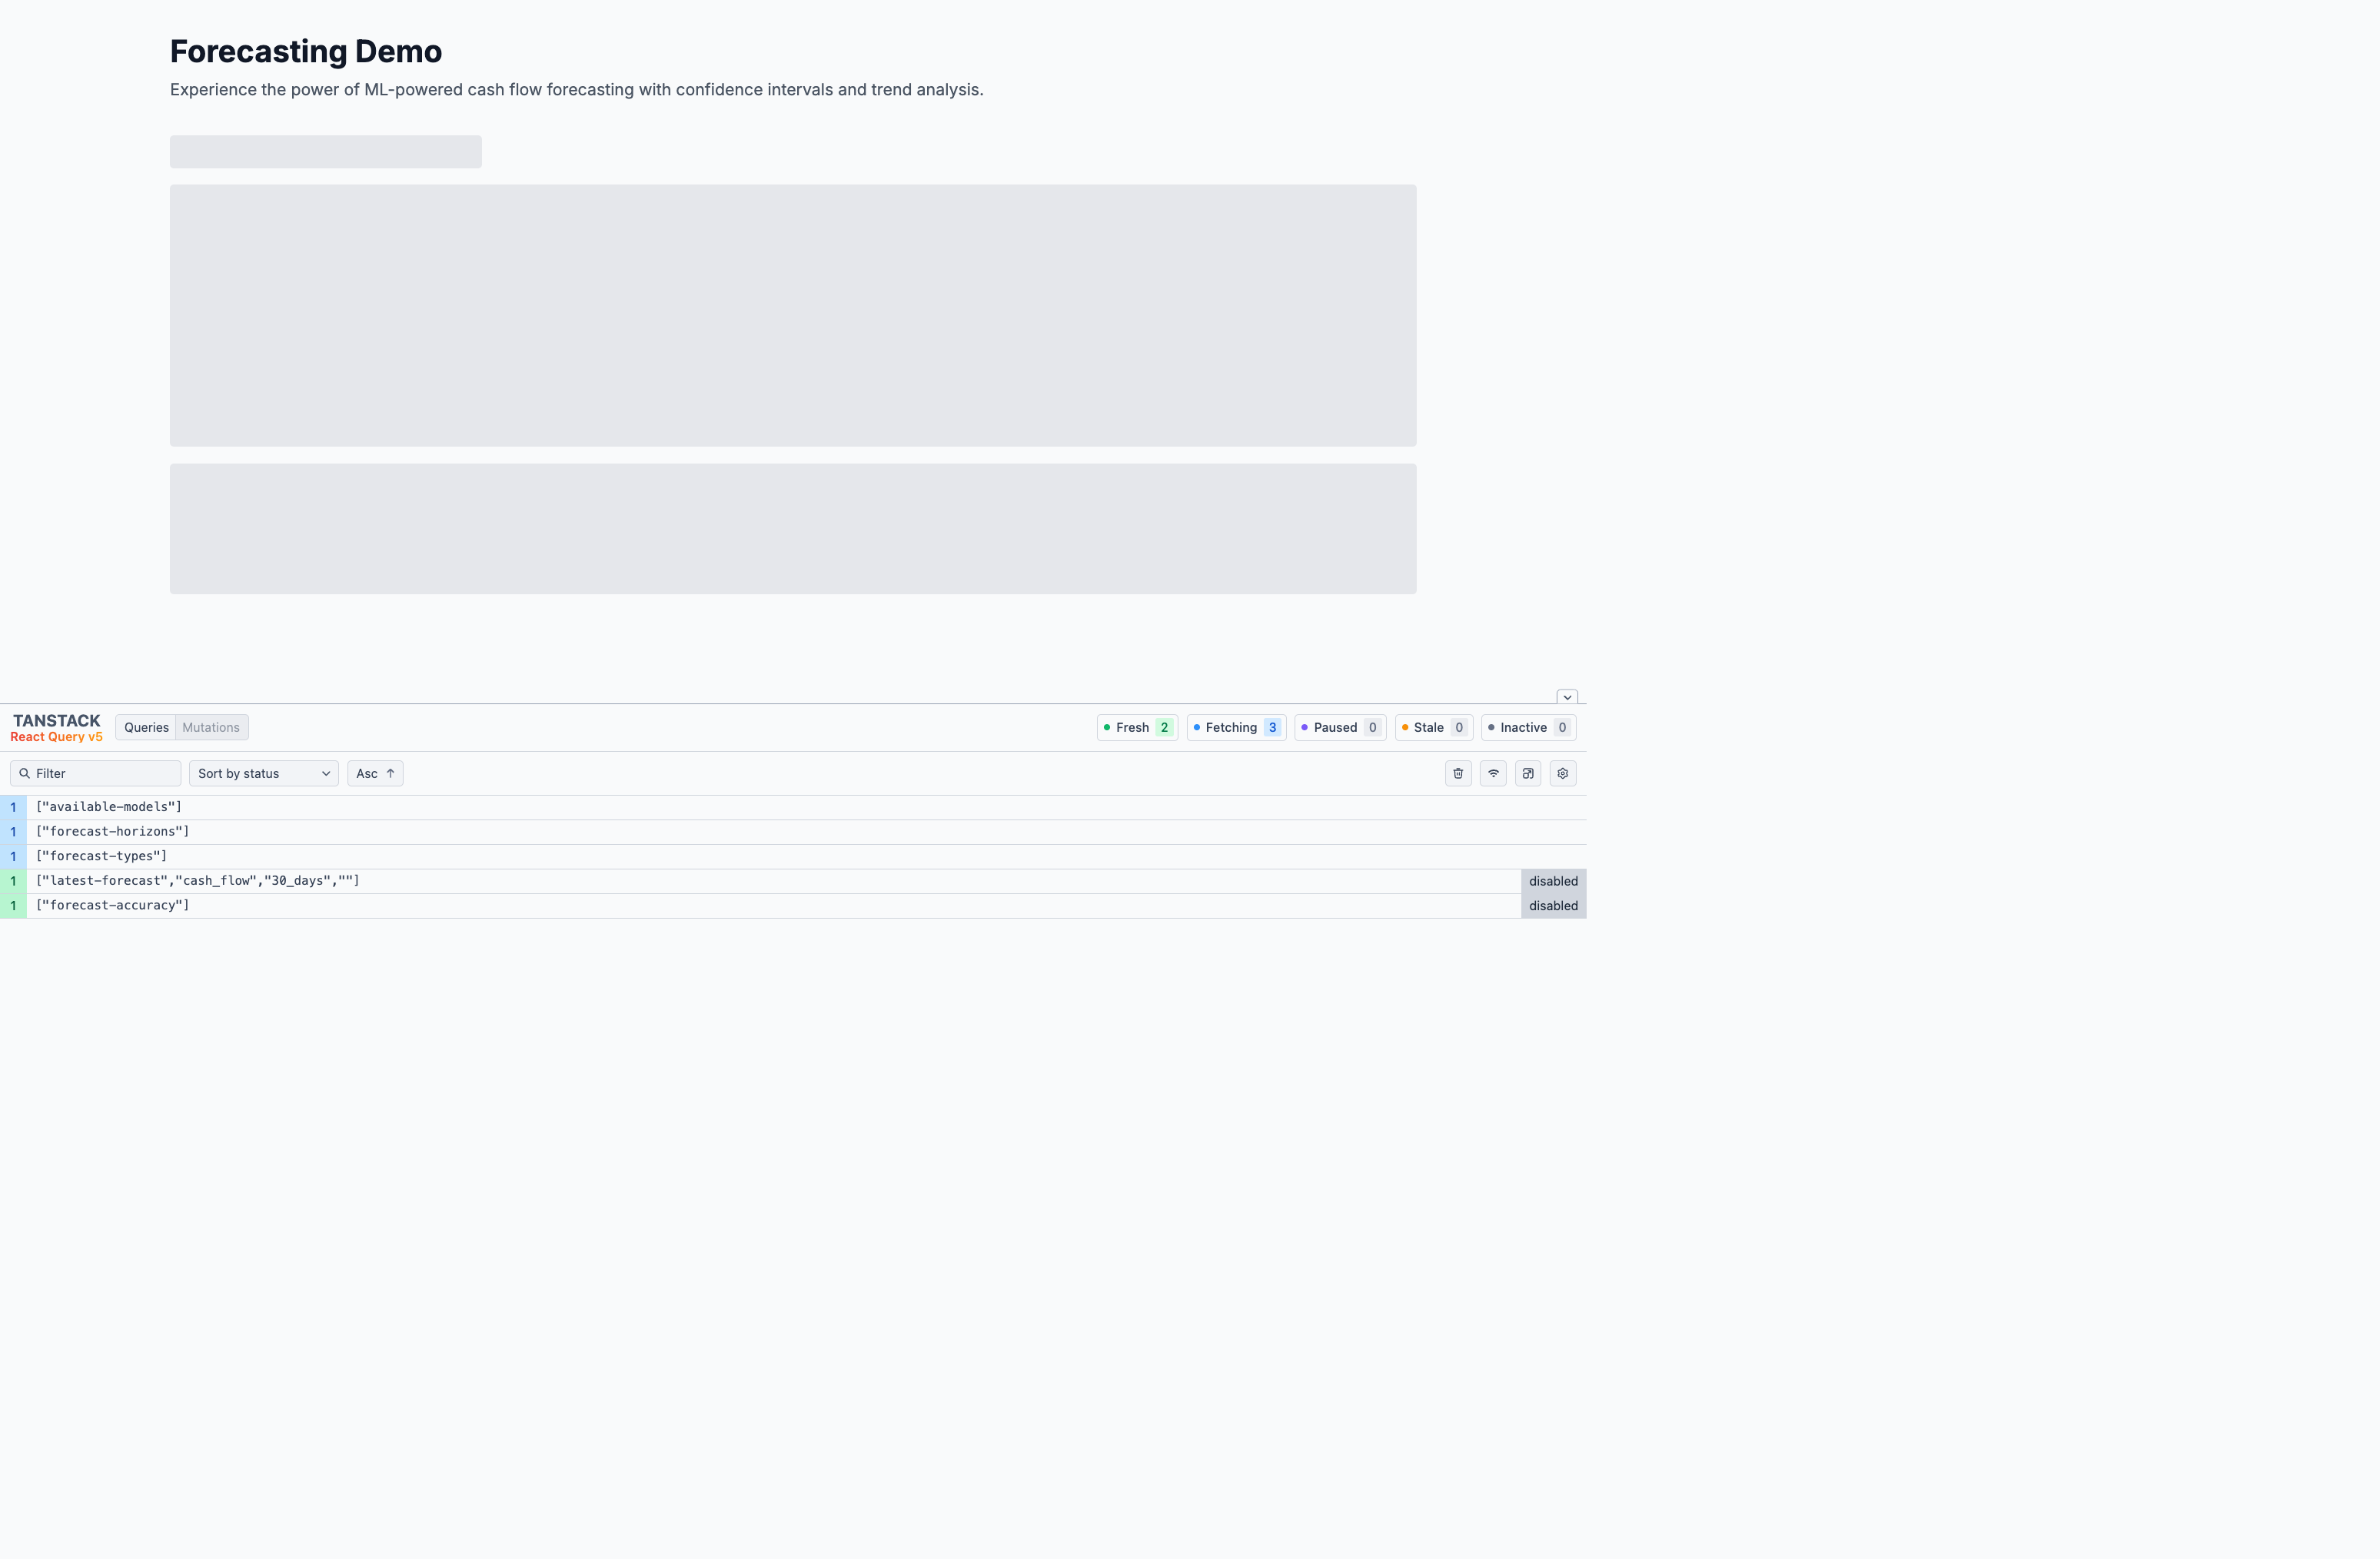 Forecasting Demo
Experience the power of ML-powered cash flow forecasting with confidence intervals and trend analysis.
TANSTACK
React Query v5
Queries Mutations
Fresh 2 Fetching 3 Paused 0 Stale 0 Inactive 0
Filter Sort by status Asc
1 ["available-models"]
1 ["forecast-horizons"]
1 ["forecast-types"]
1 ["latest-forecast","cash_flow","30_days",""] disabled
1 ["forecast-accuracy"] disabled